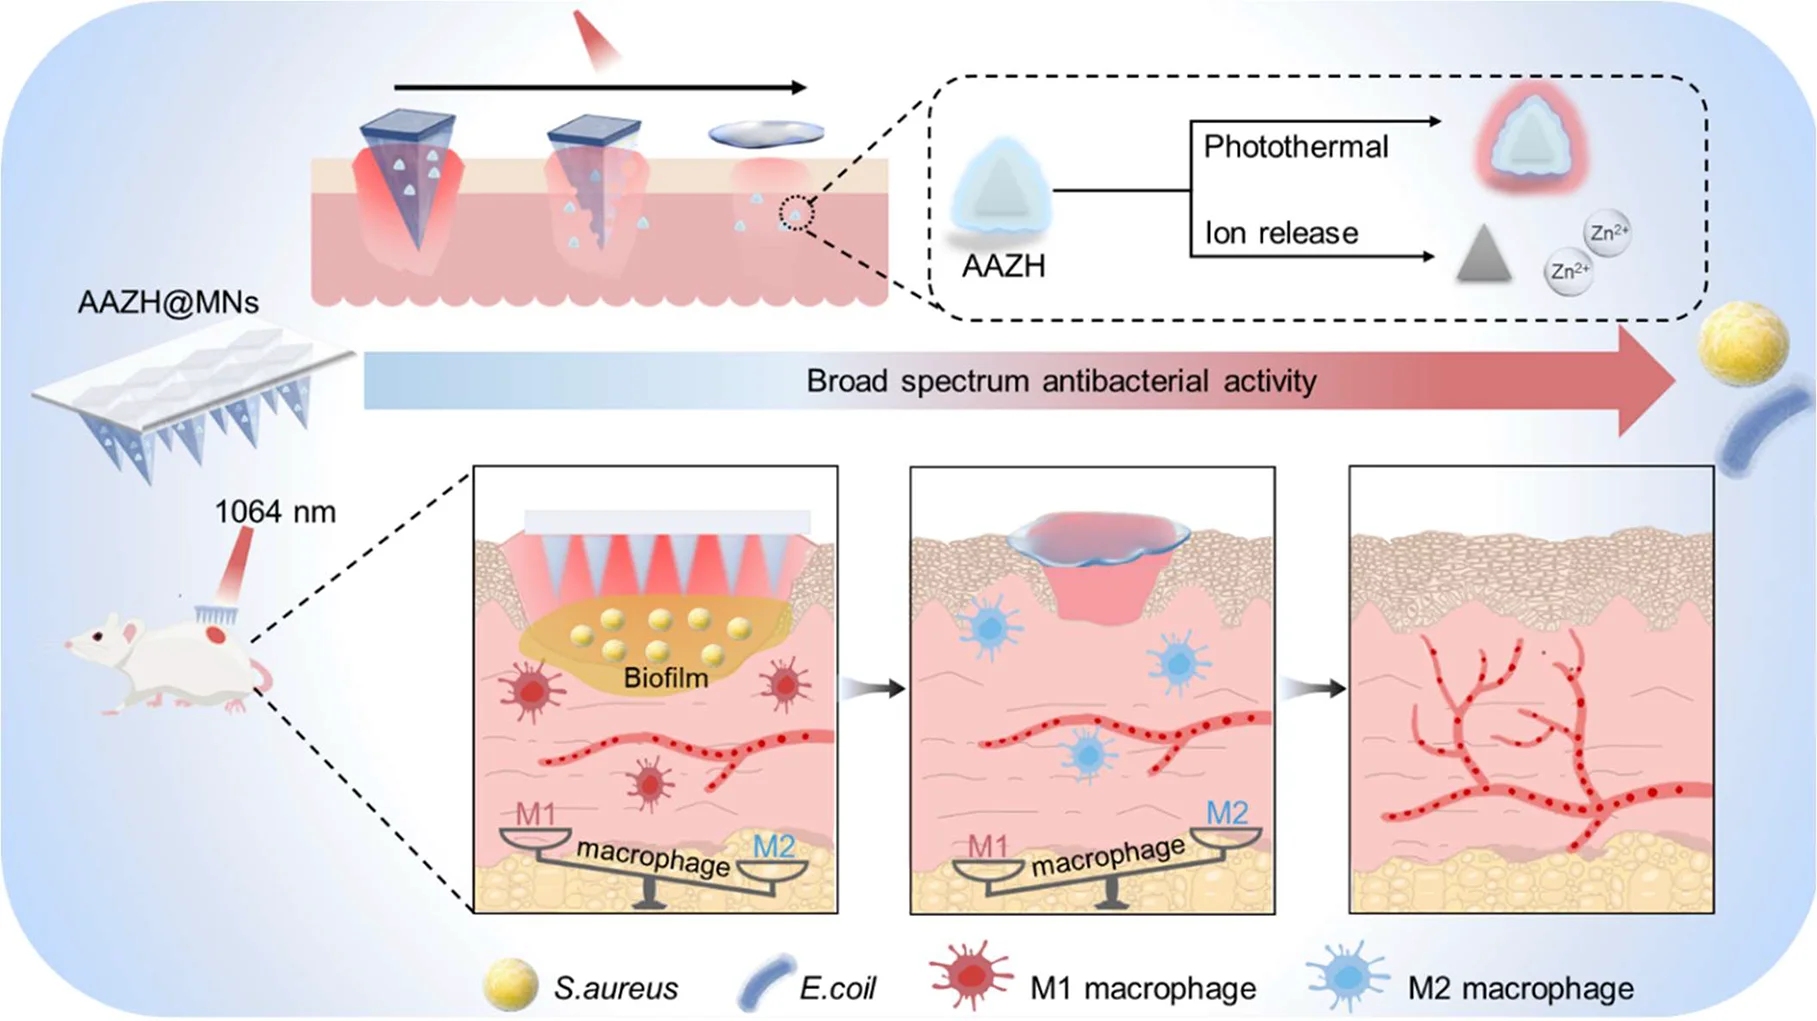 Photothermal
Ion release
Zn²⁺
Zn²⁺
AAZH
AAZH@MNs
Broad spectrum antibacterial activity
1064 nm
Biofilm
M1
M2
macrophage
M1
M2
macrophage
S.aureus
E.coil
M1 macrophage
M2 macrophage